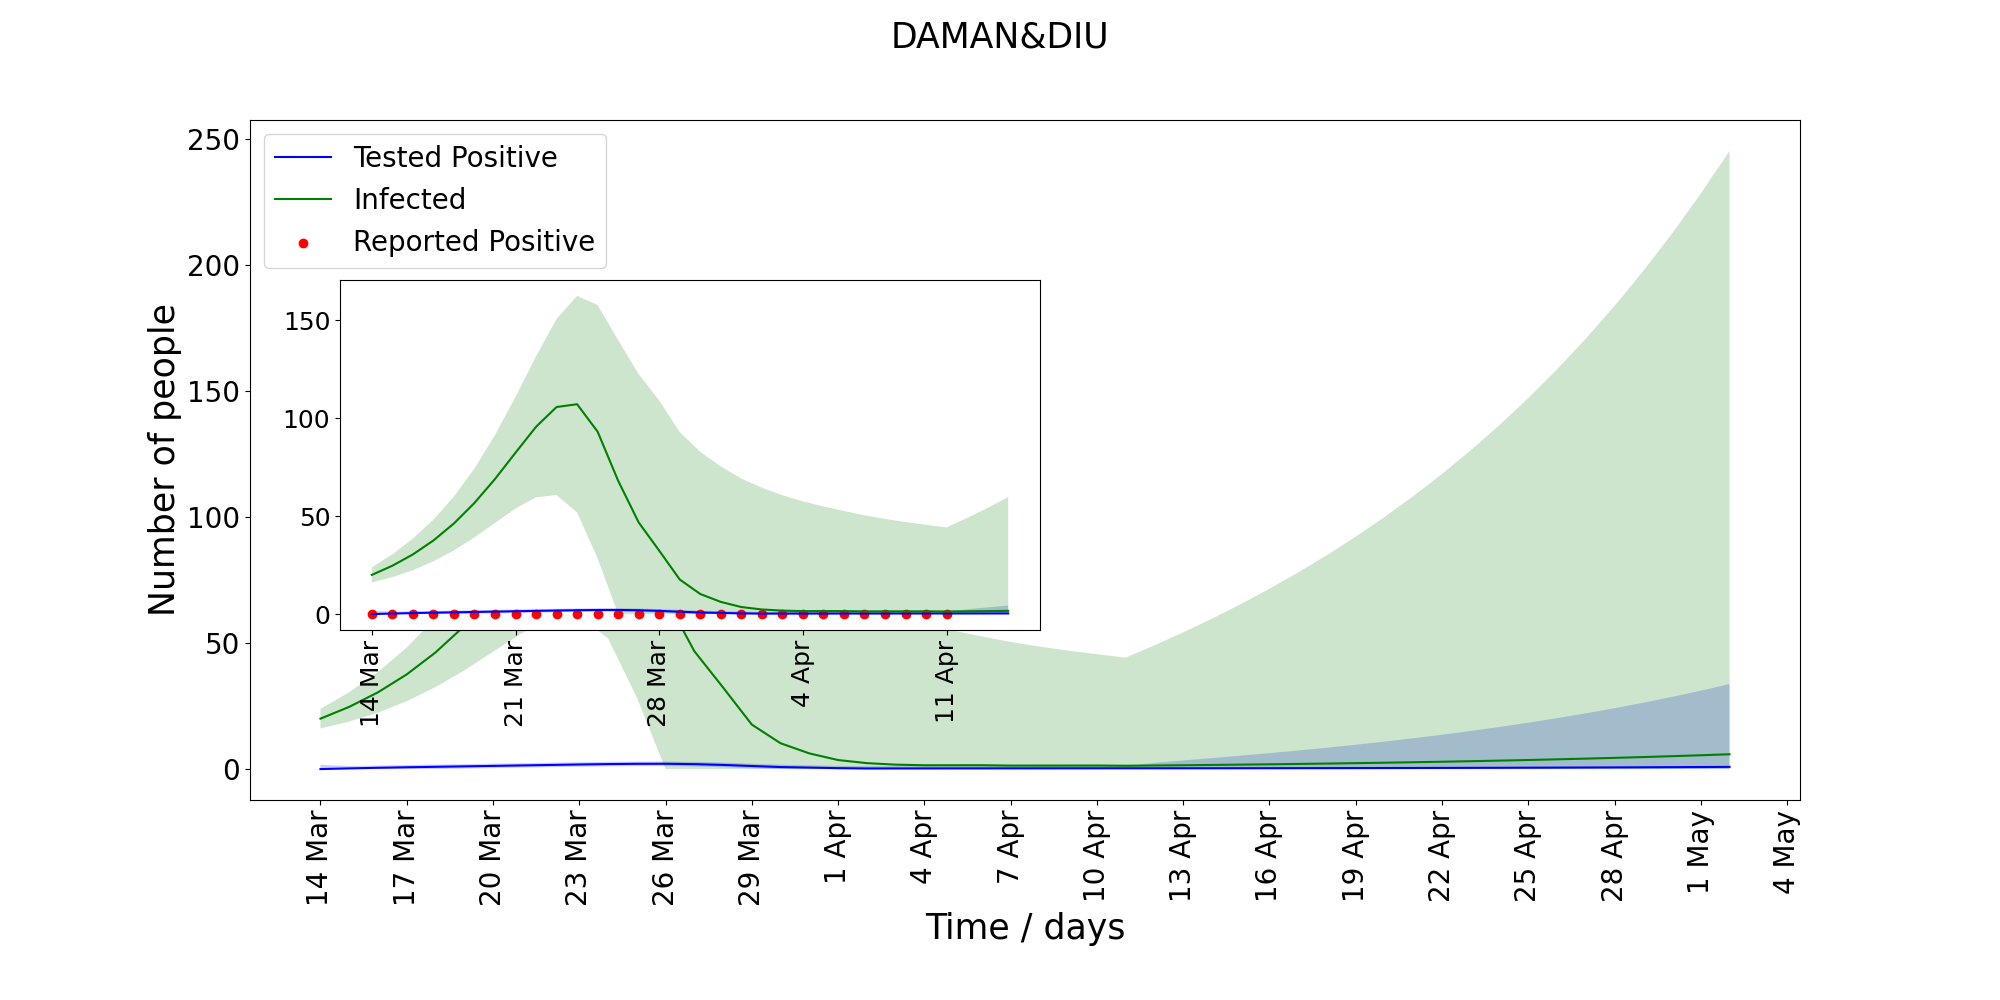 DAMAN&DIU
Tested Positive
Infected
Reported Positive
Number of people
250
200
150
100
50
0
150
100
50
0
14 Mar
21 Mar
28 Mar
4 Apr
11 Apr
14 Mar
17 Mar
20 Mar
23 Mar
26 Mar
29 Mar
1 Apr
4 Apr
7 Apr
10 Apr
13 Apr
16 Apr
19 Apr
22 Apr
25 Apr
28 Apr
1 May
4 May
Time / days